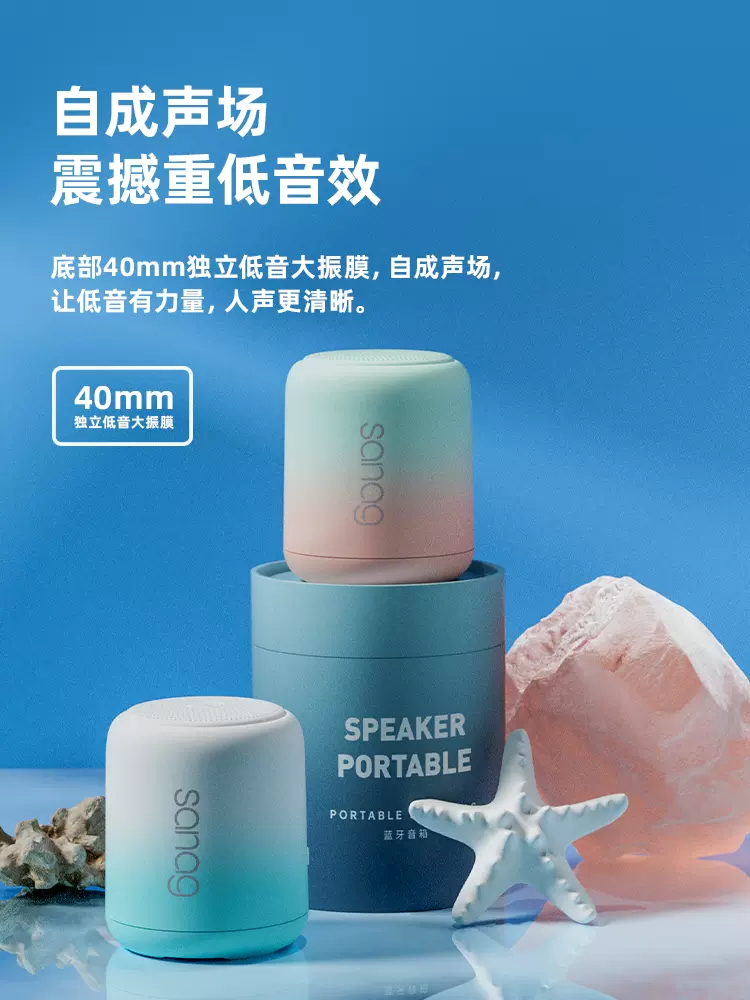 自成声场
震撼重低音效
底部40mm独立低音大振膜,自成声场,
让低音有力量,人声更清晰。
40mm
独立低音大振膜
sanag
SPEAKER
PORTABLE
PORTABLE
蓝牙音箱
sanag